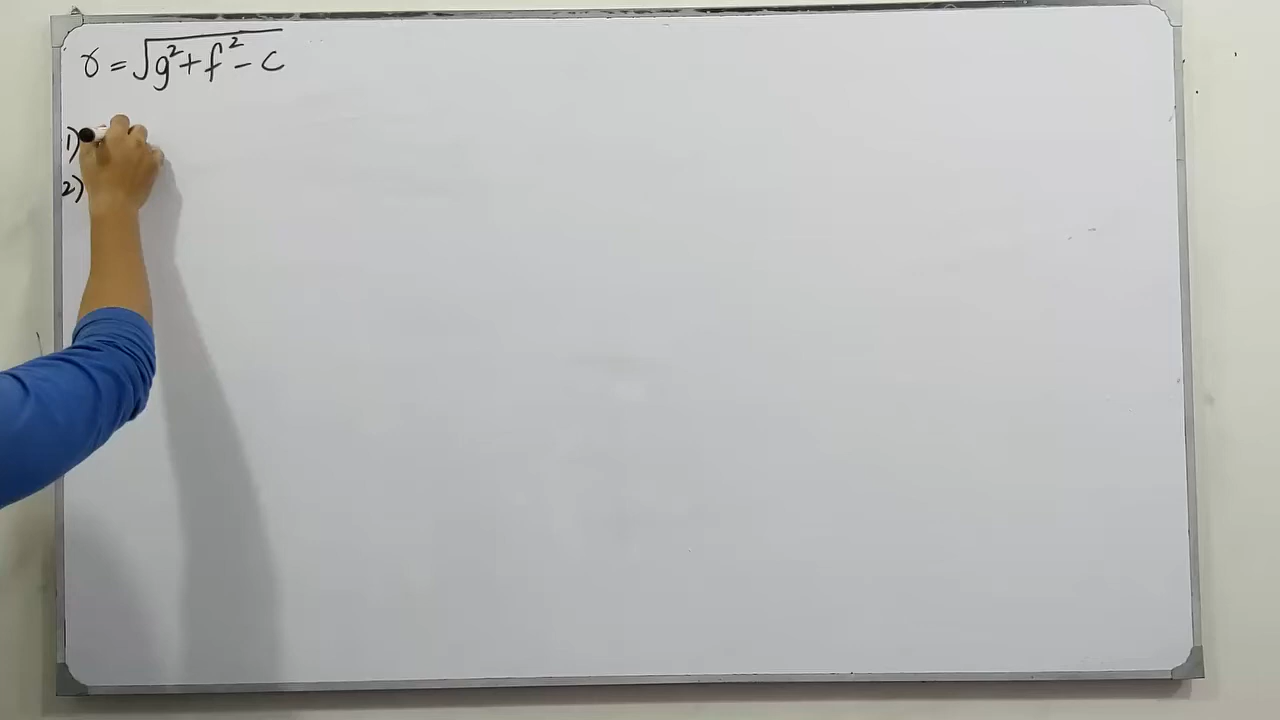 r = √g²+f²-c
1)
2)